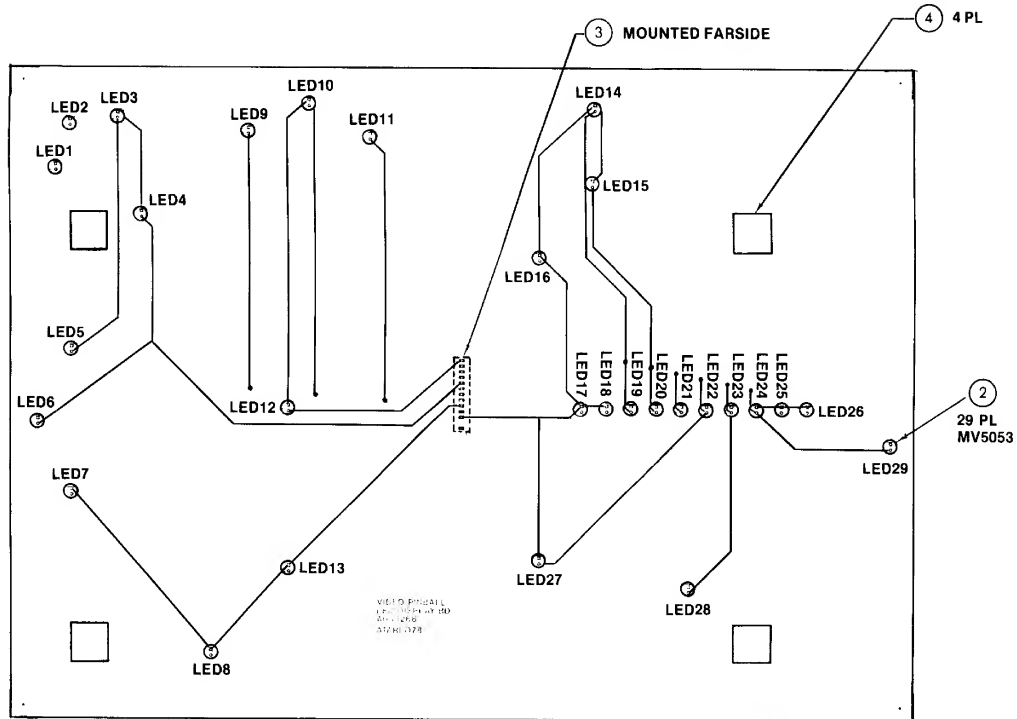 3 MOUNTED FARSIDE
4 4 PL
LED10
LED3
LED14
LED2
LED9
LED11
LED1
LED15
LED4
LED16
LED5
LED17
LED18
LED19
LED20
LED21
LED22
LED23
LED24
LED25
LED6
LED12
LED26
2
29 PL
MV5053
LED29
LED7
LED13
LED27
LED28
VIDEO PINBALL
LED8